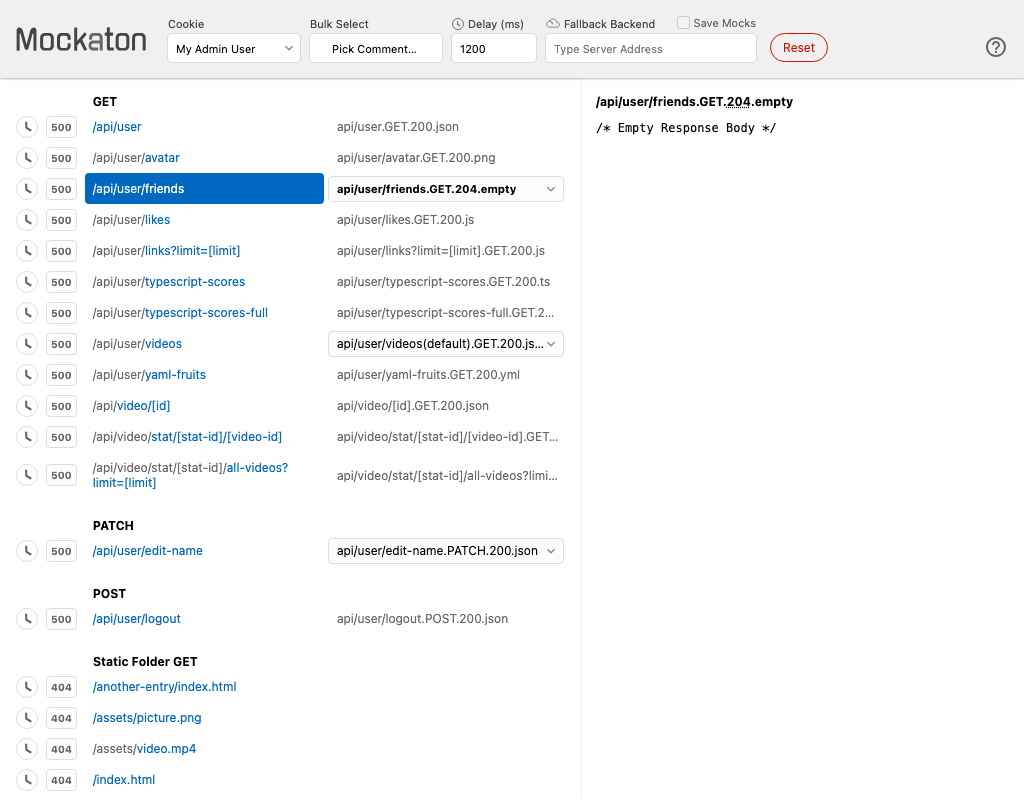 Mockaton
Cookie
My Admin User
Bulk Select
Pick Comment...
Delay (ms)
1200
Fallback Backend
Type Server Address
Save Mocks
Reset
?
GET
500 /api/user api/user.GET.200.json
500 /api/user/avatar api/user/avatar.GET.200.png
500 /api/user/friends api/user/friends.GET.204.empty
500 /api/user/likes api/user/likes.GET.200.js
500 /api/user/links?limit=[limit] api/user/links?limit=[limit].GET.200.js
500 /api/user/typescript-scores api/user/typescript-scores.GET.200.ts
500 /api/user/typescript-scores-full api/user/typescript-scores-full.GET.2...
500 /api/user/videos api/user/videos(default).GET.200.js...
500 /api/user/yaml-fruits api/user/yaml-fruits.GET.200.yml
500 /api/video/[id] api/video/[id].GET.200.json
500 /api/video/stat/[stat-id]/[video-id] api/video/stat/[stat-id]/[video-id].GET...
500 /api/video/stat/[stat-id]/all-videos?
limit=[limit] api/video/stat/[stat-id]/all-videos?limi...
PATCH
500 /api/user/edit-name api/user/edit-name.PATCH.200.json
POST
500 /api/user/logout api/user/logout.POST.200.json
Static Folder GET
404 /another-entry/index.html
404 /assets/picture.png
404 /assets/video.mp4
404 /index.html
/api/user/friends.GET.204.empty
/* Empty Response Body */